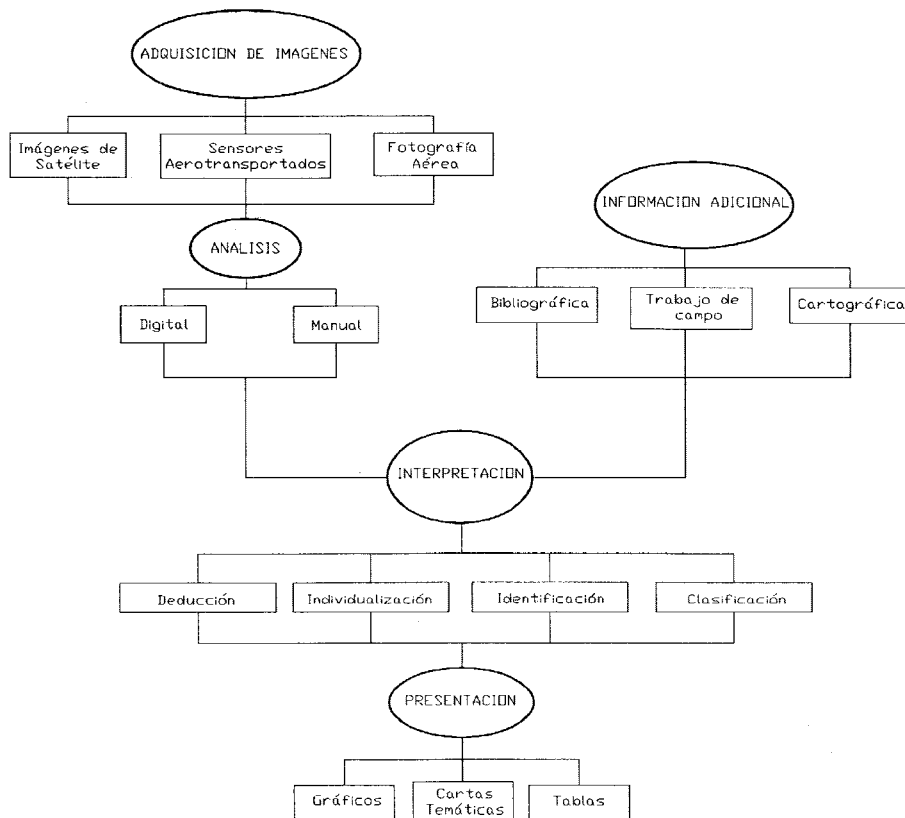 ADQUISICION DE IMAGENES
Imágenes de
Satélite
Sensores
Aerotransportados
Fotografía
Aérea
INFORMACION ADICIONAL
ANALISIS
Bibliográfica
Trabajo de
campo
Cartográfica
Digital
Manual
INTERPRETACION
Deducción
Individualización
Identificación
Clasificación
PRESENTACION
Gráficos
Cartas
Temáticas
Tablas